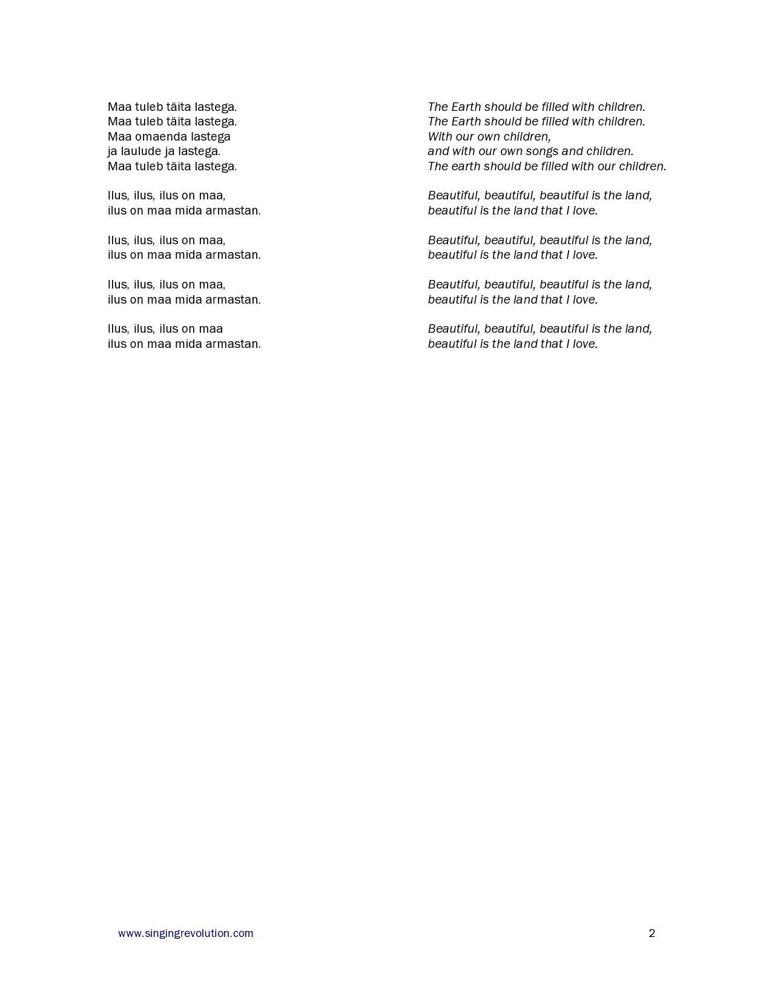 Maa tuleb täita lastega.
Maa tuleb täita lastega.
Maa omaenda lastega
ja laulude ja lastega.
Maa tuleb täita lastega.
Ilus, ilus, ilus on maa,
ilus on maa mida armastan.
Ilus, ilus, ilus on maa,
ilus on maa mida armastan.
Ilus, ilus, ilus on maa,
ilus on maa mida armastan.
Ilus, ilus, ilus on maa
ilus on maa mida armastan.
The Earth should be filled with children.
The Earth should be filled with children.
With our own children,
and with our own songs and children.
The earth should be filled with our children.
Beautiful, beautiful, beautiful is the land,
beautiful is the land that I love.
Beautiful, beautiful, beautiful is the land,
beautiful is the land that I love.
Beautiful, beautiful, beautiful is the land,
beautiful is the land that I love.
Beautiful, beautiful, beautiful is the land,
beautiful is the land that I love.
www.singingrevolution.com
2